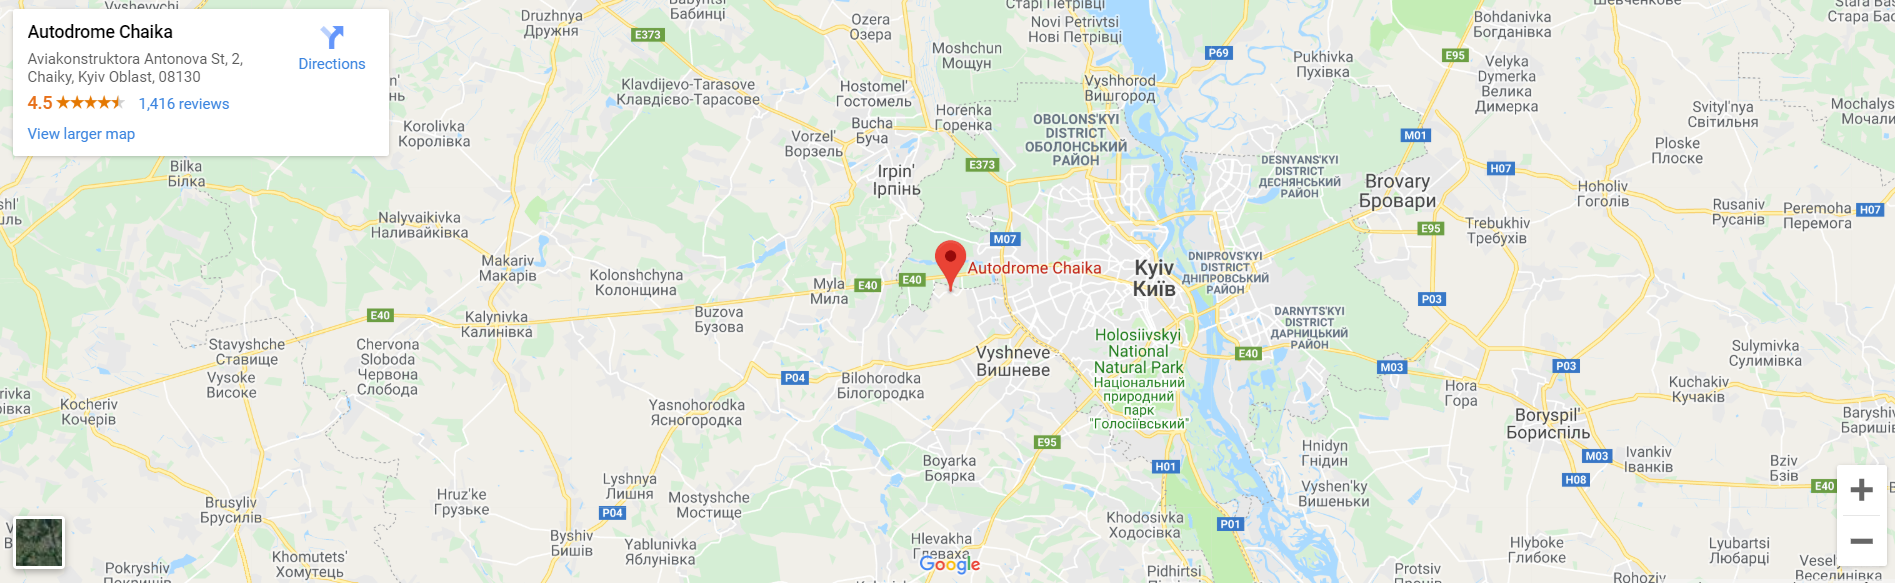 Autodrome Chaika
Aviakonstruktora Antonova St, 2,
Chaiky, Kyiv Oblast, 08130
4.5
1,416 reviews
View larger map
Directions
Druzhnya
Дружня
E373
Бабинці
Ozera
Озера
Старі Петрівці
Novi Petrivtsi
Нові Петрівці
Moshchun
Мощун
P69
Bohdanivka
Богданівка
Шевченкове
Stara Bas
Стара Ба
Pukhivka
Пухівка
E95
Velyka
Dymerka
Велика
Димерка
Klavdijevo-Tarasove
Клавдієво-Тарасове
Hostomel'
Гостомель
Vyshhorod
Вишгород
Svityl'nya
Світильня
Mochalys
Мочали
Horenka
Горенка
Korolivka
Королівка
Vorzel'
Ворзель
Bucha
Буча
OBOLONS'KYI
DISTRICT
ОБОЛОНСЬКИЙ
РАЙОН
M01
Ploske
Плоске
Bilka
Білка
Irpin'
Ірпінь
E373
DESNYANS'KYI
DISTRICT
ДЕСНЯНСЬКИЙ
РАЙОН
Brovary
Бровари
H07
Hoholiv
Гоголів
Rusaniv
Русанів
Peremoha
Перемога
H07
Nalyvaikivka
Наливайківка
E95
Trebukhiv
Требухів
M07
Makariv
Макарів
Kolonshchyna
Колонщина
Myla
Мила
E40
E40
Autodrome Chaika
Kyiv
Київ
DNIPROVS'KYI
DISTRICT
ДНІПРОВСЬКИЙ
РАЙОН
P03
E40
Kalynivka
Калинівка
Buzova
Бузова
DARNYTS'KYI
DISTRICT
ДАРНИЦЬКИЙ
РАЙОН
Stavyshche
Ставище
Chervona
Sloboda
Червона
Слобода
Vyshneve
Вишневе
Holosiivskyi
National
Natural Park
Національний
природний
парк
"Голосіївський"
E40
M03
P03
Sulymivka
Сулимівка
Vysoke
Високе
P04
Bilohorodka
Білогородка
Hora
Гора
Kuchakiv
Кучаків
Kocheriv
Кочерів
Yasnohorodka
Ясногородка
Boryspil'
Бориспіль
Baryshi
Баришів
E95
Hnidyn
Гнідин
M03
Ivankiv
Іванків
Boyarka
Боярка
H01
H08
Bziv
Бзів
E40
Lyshnya
Лишня
Hruz'ke
Грузьке
Mostyshche
Мостище
Vyshen'ky
Вишеньки
Brusyliv
Брусилів
P04
Khodosivka
Ходосівка
P01
Byshiv
Бишів
Yablunivka
Яблунівка
Hlevakha
Глеваха
Google
Hlyboke
Глибоке
Lyubartsi
Любарці
Khomutets'
Хомутець
Pokryshiv
Покришів
Pidhirtsi
Підгірці
Protsiv
Проців
Rohoziv
Vesel
Веселинівка